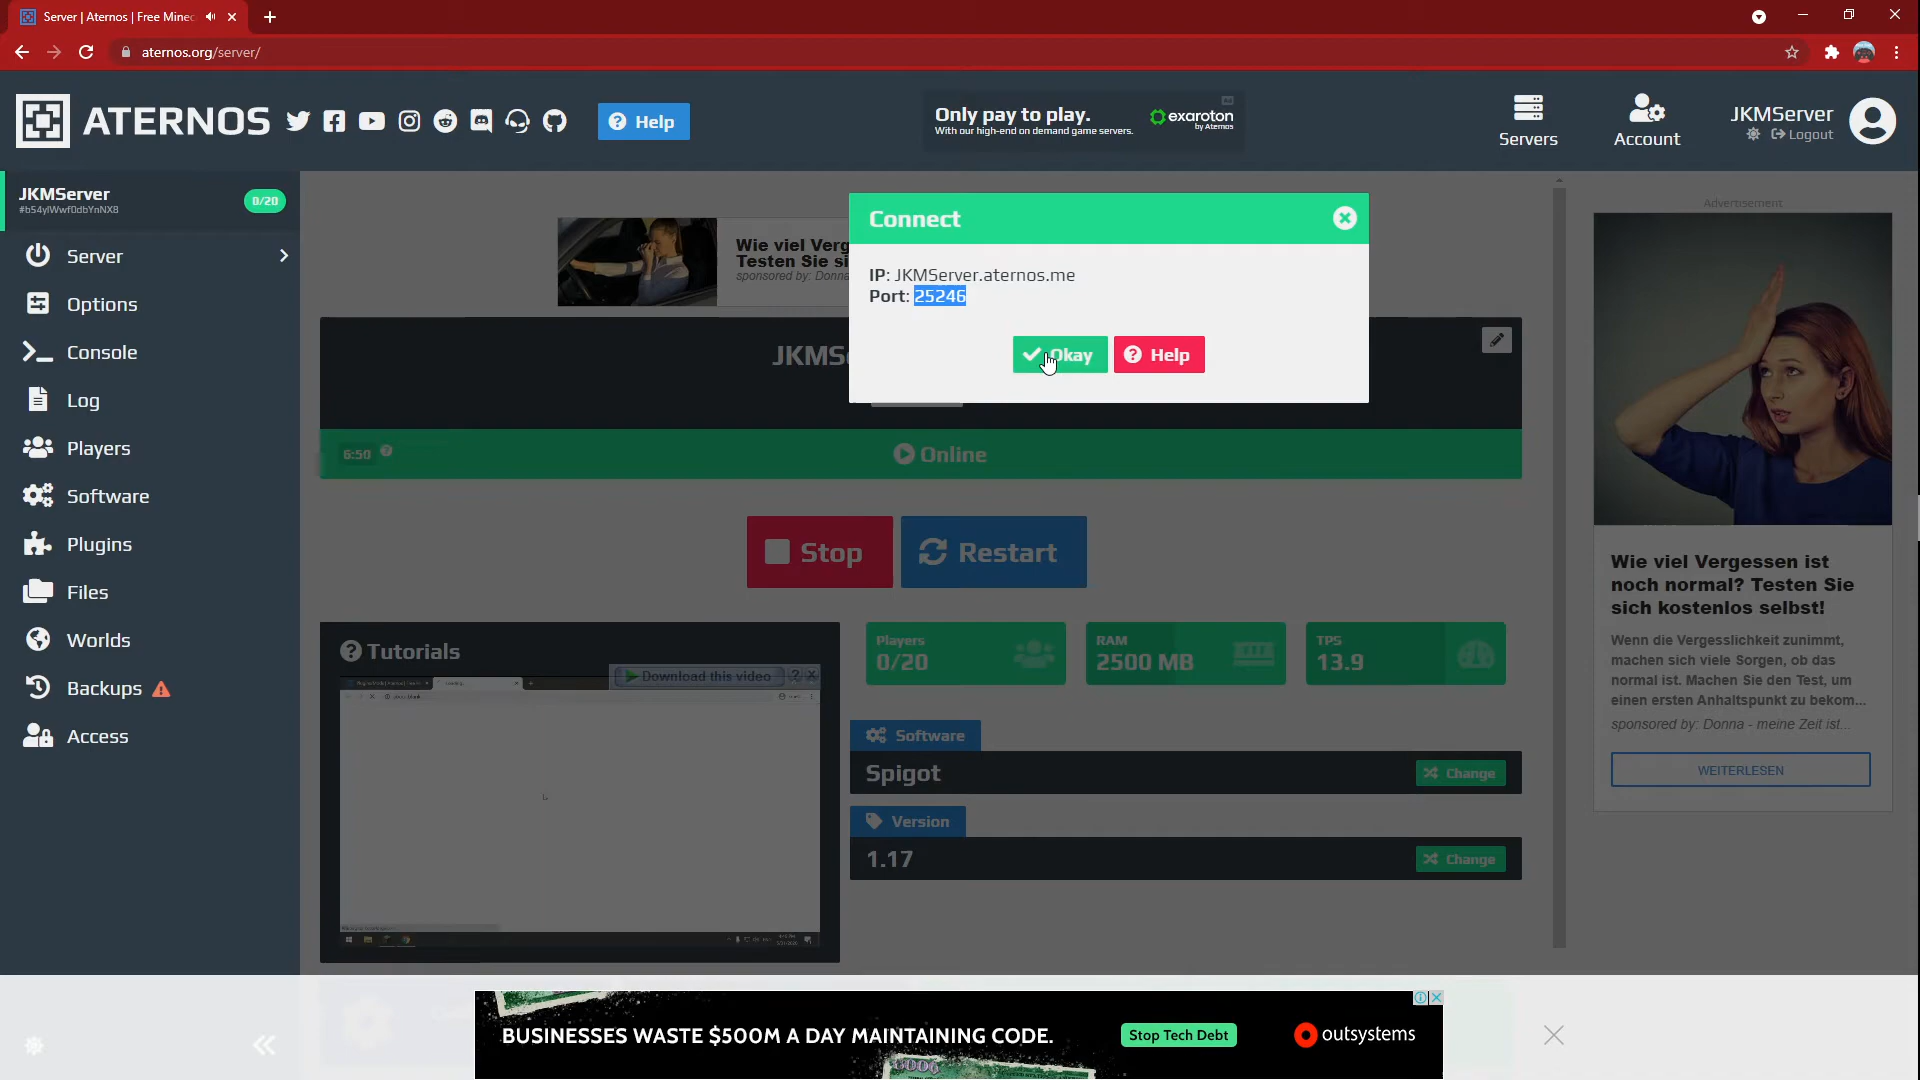 Server | Aternos | Free Minec
aternos.org/server/
ATERNOS
Help
Only pay to play.
With our high-end on demand game servers.
exaroton
by Aternos
Ad
Servers
Account
JKMServer
Logout
JKMServer
#b54ylWwf0dbYnNX8
0/20
Server
Options
Console
Log
Players
Software
Plugins
Files
Worlds
Backups
Access
Wie viel Verg
Testen Sie si
sponsored by: Donna
Connect
IP: JKMServer.aternos.me
Port: 25246
Okay
Help
JKMS
6:50
Online
Stop
Restart
Tutorials
Download this video
Players
0/20
RAM
2500 MB
TPS
13.9
Software
Spigot
Change
Version
1.17
Change
Advertisement
Wie viel Vergessen ist
noch normal? Testen Sie
sich kostenlos selbst!
Wenn die Vergesslichkeit zunimmt,
machen sich viele Sorgen, ob das
normal ist. Machen Sie den Test, um
einen ersten Anhaltspunkt zu bekom...
sponsored by: Donna - meine Zeit ist...
WEITERLESEN
BUSINESSES WASTE $500M A DAY MAINTAINING CODE.
Stop Tech Debt
outsystems